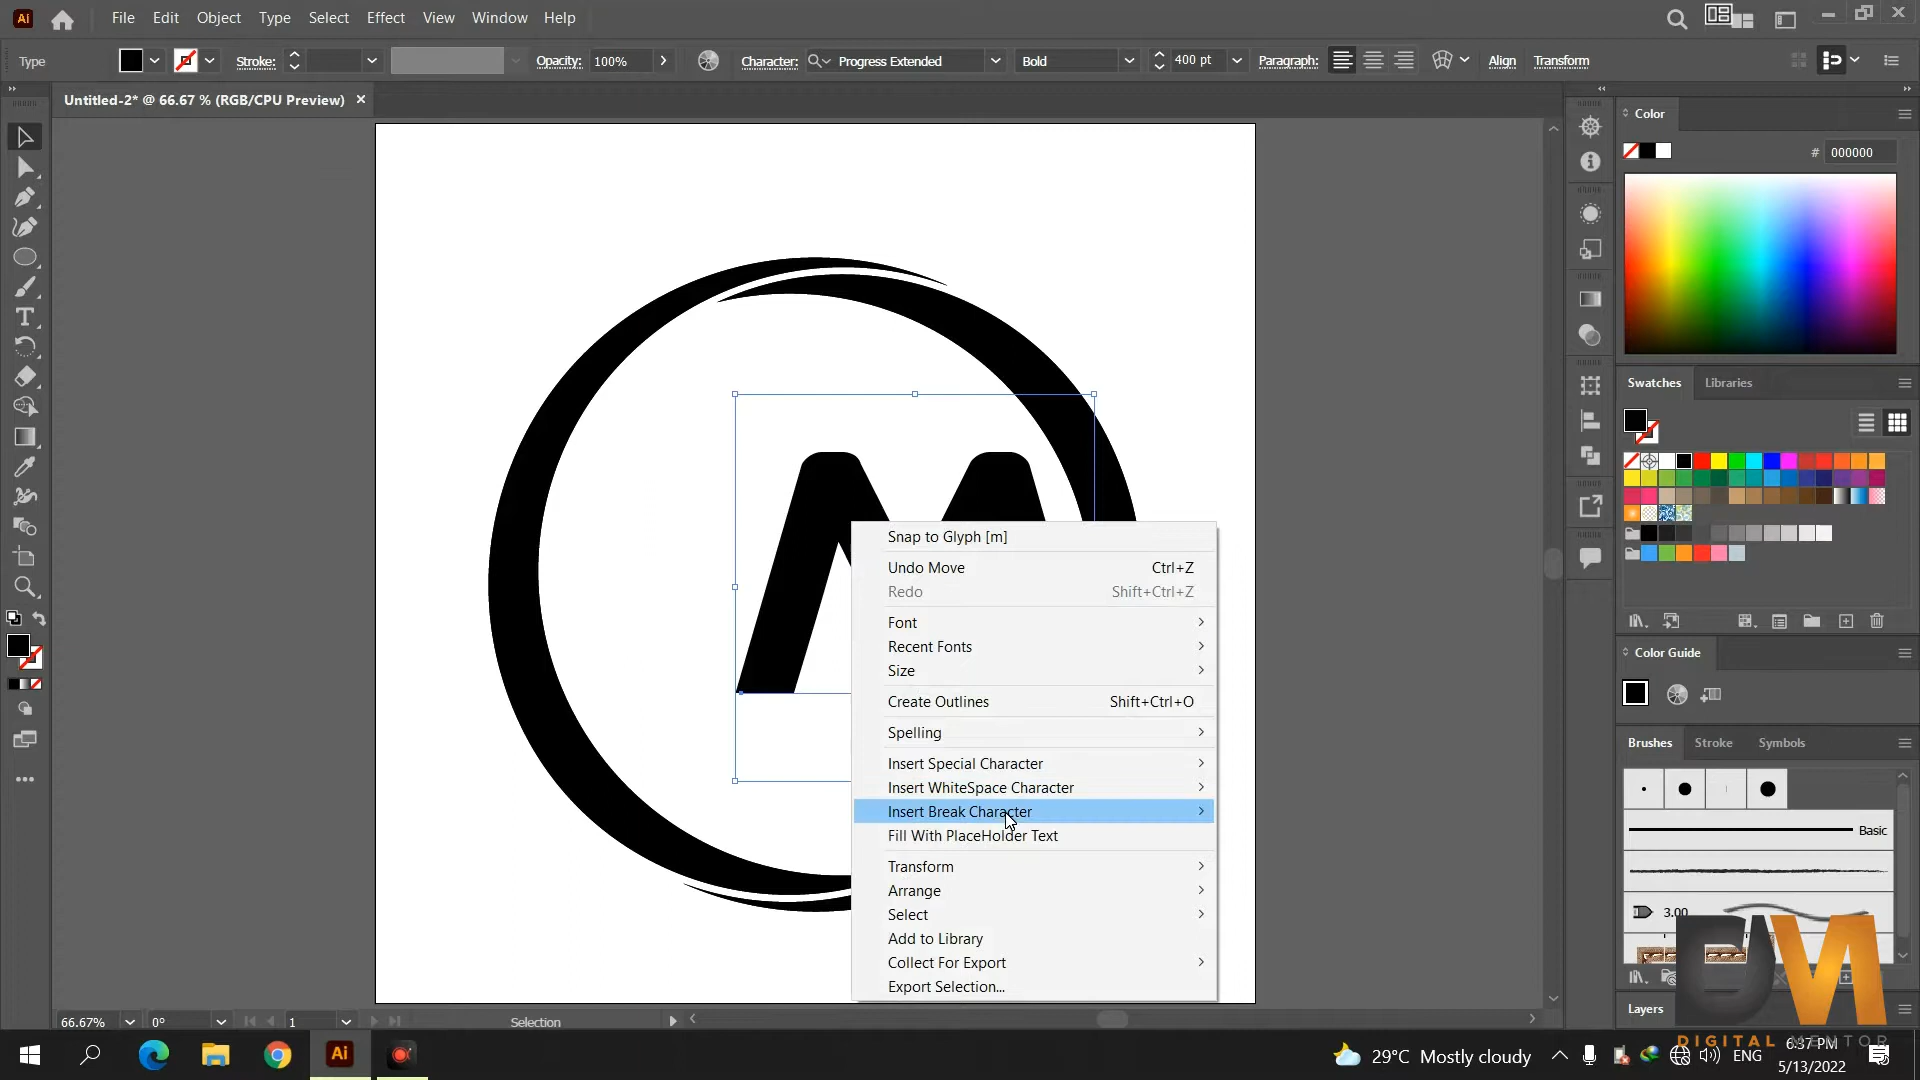 Ai File Edit Object Type Select Effect View Window Help
Type Stroke: Opacity: 100% Character: Progress Extended Bold 400 pt Paragraph: Align Transform
Untitled-2* @ 66.67 % (RGB/CPU Preview) ×
Color
# 000000
Swatches Libraries
Color Guide
Brushes Stroke Symbols
Basic
3.00
Layers
Snap to Glyph [m]
Undo Move Ctrl+Z
Redo Shift+Ctrl+Z
Font
Recent Fonts
Size
Create Outlines Shift+Ctrl+O
Spelling
Insert Special Character
Insert WhiteSpace Character
Insert Break Character
Fill With PlaceHolder Text
Transform
Arrange
Select
Add to Library
Collect For Export
Export Selection...
66.67% 0° 1 Selection
DM
DIGITAL MENTOR
Ai 29°C Mostly cloudy ENG 6:37 PM
5/13/2022